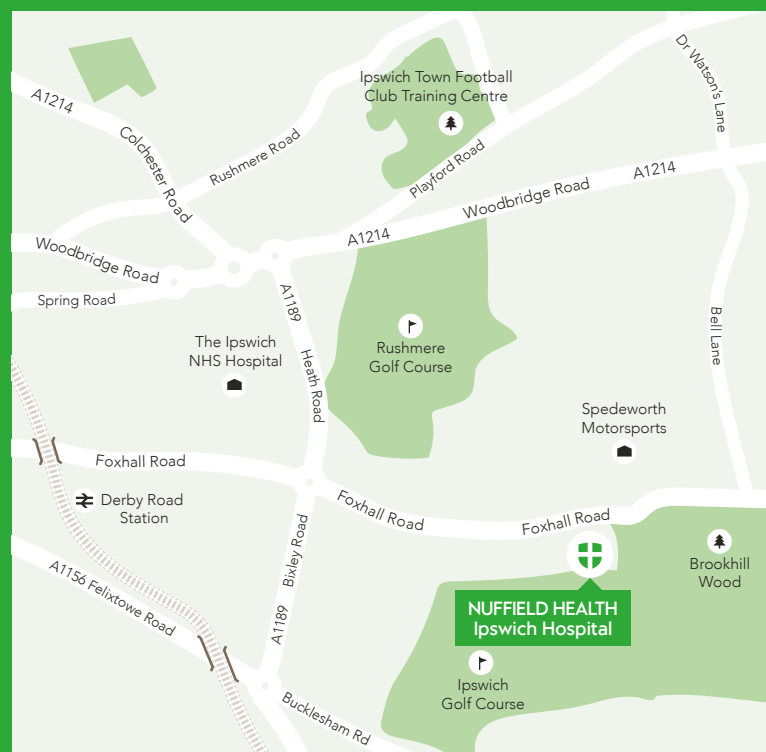 Dr Watson's Lane
Ipswich Town Football
Club Training Centre
A1214
Colchester Road
Rushmere Road
Playford Road
A1214
Woodbridge Road
A1214
Woodbridge Road
Spring Road
A1189
Heath Road
Bell Lane
The Ipswich
NHS Hospital
Rushmere
Golf Course
Spedeworth
Motorsports
Foxhall Road
Derby Road
Station
Foxhall Road
Foxhall Road
Bixley Road
A1189
Brookhill
Wood
A1156 Felixtowe Road
NUFFIELD HEALTH
Ipswich Hospital
Ipswich
Golf Course
Bucklesham Rd